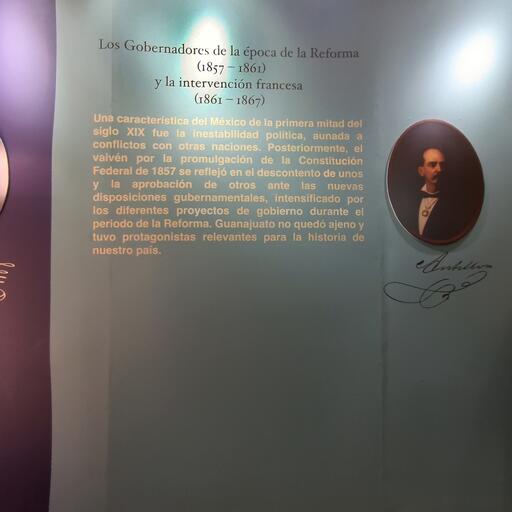 Los Gobernadores de la época de la Reforma
(1857 – 1861)
y la intervención francesa
(1861 – 1867)
Una característica del México de la primera mitad del
siglo XIX fue la inestabilidad política, aunada a
conflictos con otras naciones. Posteriormente, el
vaivén por la promulgación de la Constitución
Federal de 1857 se reflejó en el descontento de unos
y la aprobación de otros ante las nuevas
disposiciones gubernamentales, intensificado por
los diferentes proyectos de gobierno durante el
periodo de la Reforma. Guanajuato no quedó ajeno y
tuvo protagonistas relevantes para la historia de
nuestro país.